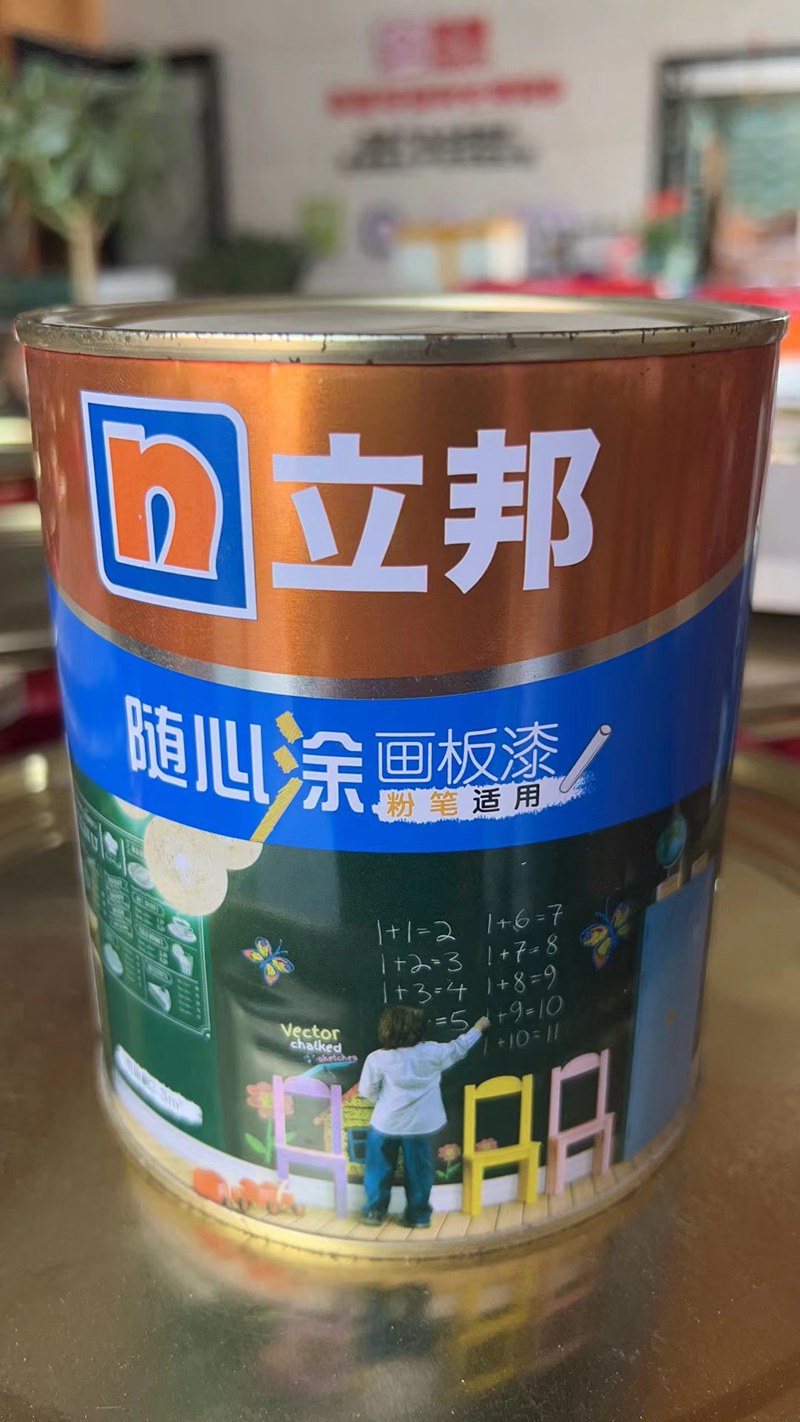 n 立邦
随心涂画板漆
粉笔适用
1+1=2
1+2=3
1+3=4
=5
1+6=7
1+7=8
1+8=9
1+9=10
1+10=11
Vector
chalked
sketches